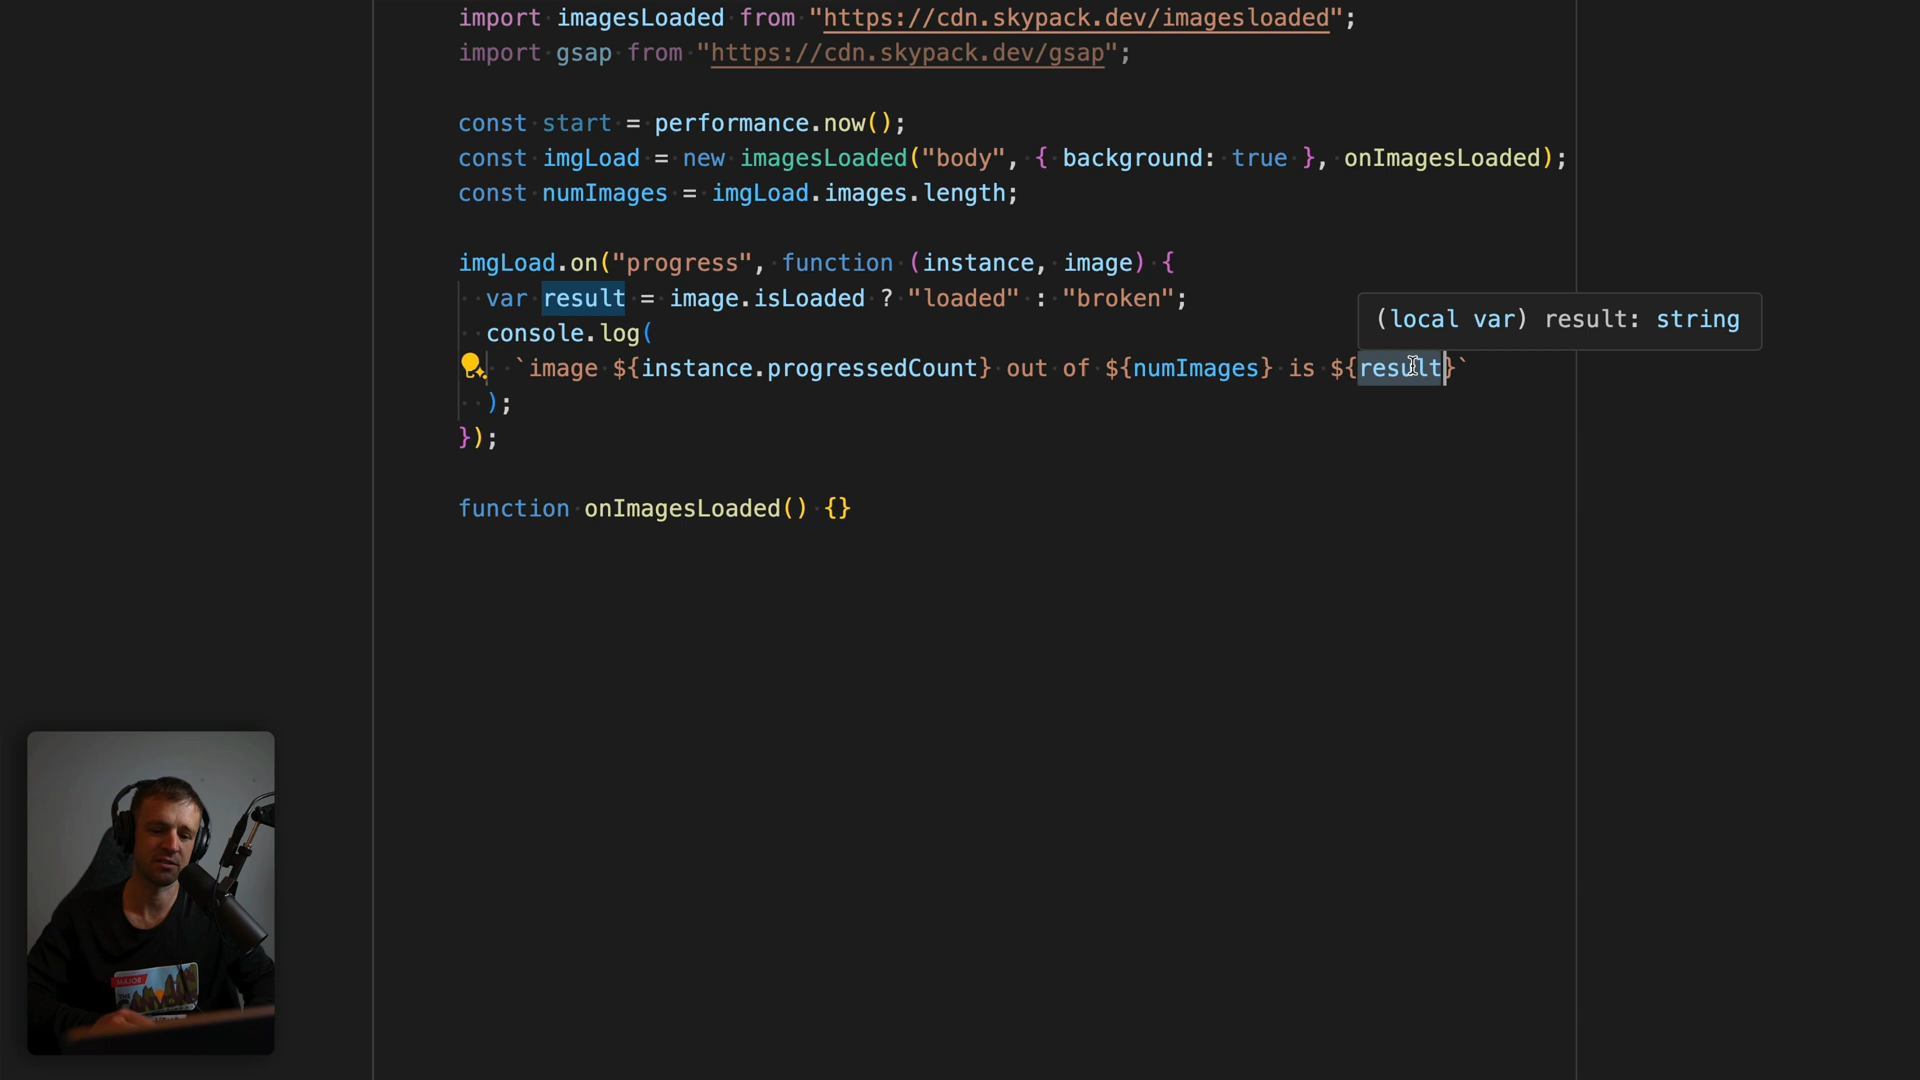 import imagesLoaded from "https://cdn.skypack.dev/imagesloaded";
import gsap from "https://cdn.skypack.dev/gsap";
const start = performance.now();
const imgLoad = new imagesLoaded("body", { background: true }, onImagesLoaded);
const numImages = imgLoad.images.length;
imgLoad.on("progress", function (instance, image) {
var result = image.isLoaded ? "loaded" : "broken";
(local var) result: string
console.log(
`image ${instance.progressedCount} out of ${numImages} is ${result}`
);
});
function onImagesLoaded() {}
MAJOR